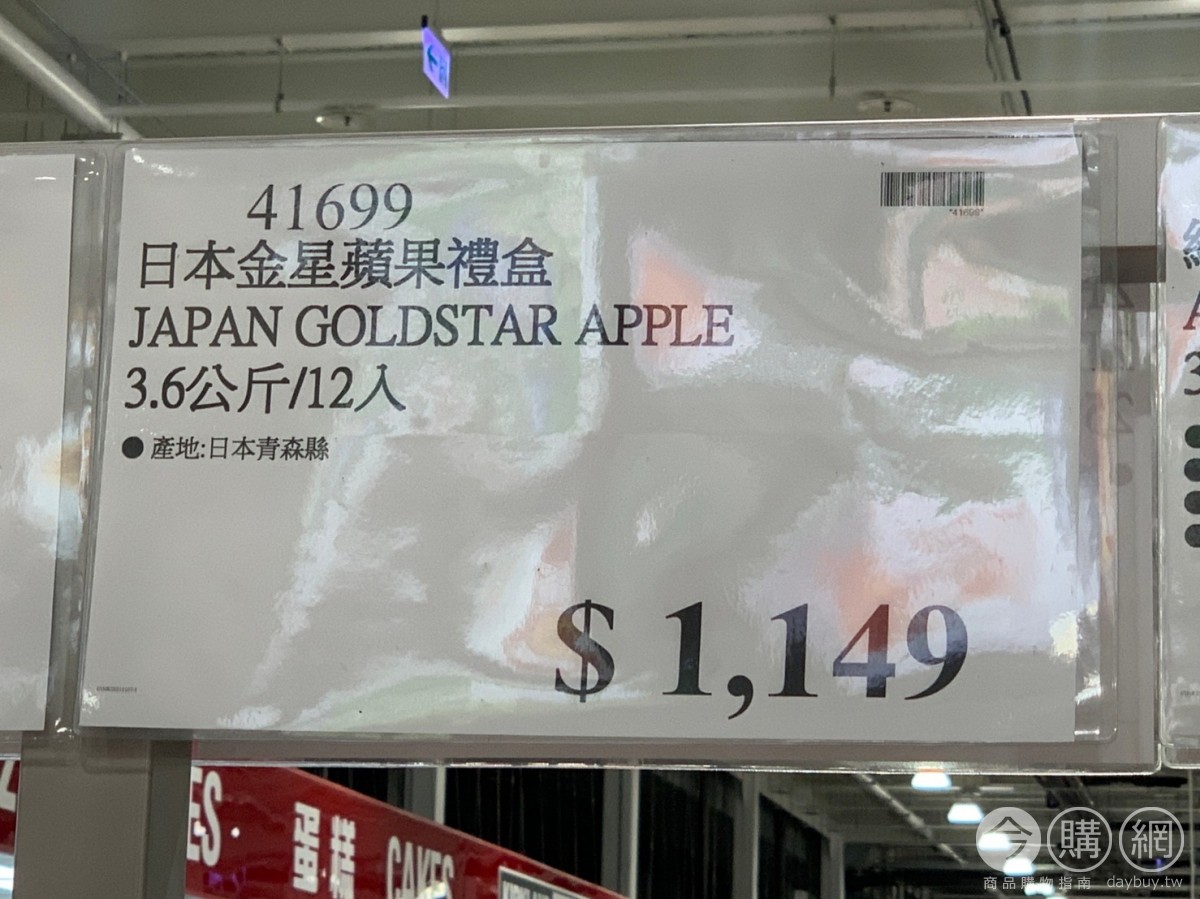 41699
"41699"
日本金星蘋果禮盒
JAPAN GOLDSTAR APPLE
3.6公斤/12入
● 產地:日本青森縣
$ 1,149
蛋糕 CAKES
今購網
商品購物指南 daybuy.tw